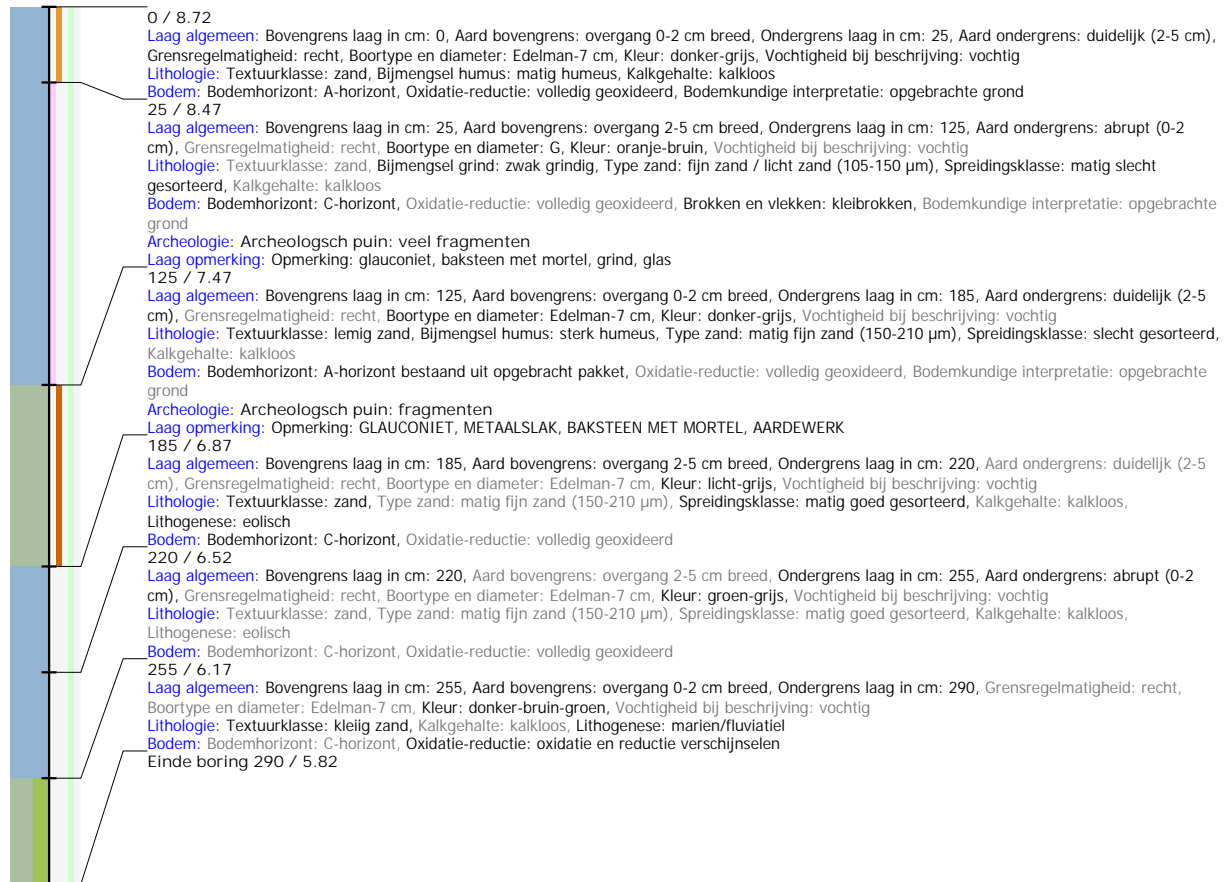 0 / 8.72
Laag algemeen: Bovengrens laag in cm: 0, Aard bovengrens: overgang 0-2 cm breed, Ondergrens laag in cm: 25, Aard ondergrens: duidelijk (2-5 cm),
Grensregelmatigheid: recht, Boortype en diameter: Edelman-7 cm, Kleur: donker-grijs, Vochtigheid bij beschrijving: vochtig
Lithologie: Textuurklasse: zand, Bijmengsel humus: matig humeus, Kalkgehalte: kalkloos
Bodem: Bodemhorizont: A-horizont, Oxidatie-reductie: volledig geoxideerd, Bodemkundige interpretatie: opgebrachte grond
25 / 8.47
Laag algemeen: Bovengrens laag in cm: 25, Aard bovengrens: overgang 2-5 cm breed, Ondergrens laag in cm: 125, Aard ondergrens: abrupt (0-2
cm), Grensregelmatigheid: recht, Boortype en diameter: G, Kleur: oranje-bruin, Vochtigheid bij beschrijving: vochtig
Lithologie: Textuurklasse: zand, Bijmengsel grind: zwak grindig, Type zand: fijn zand / licht zand (105-150 µm), Spreidingsklasse: matig slecht
gesorteerd, Kalkgehalte: kalkloos
Bodem: Bodemhorizont: C-horizont, Oxidatie-reductie: volledig geoxideerd, Brokken en vlekken: kleibrokken, Bodemkundige interpretatie: opgebrachte
grond
Archeologie: Archeologsch puin: veel fragmenten
Laag opmerking: Opmerking: glauconiet, baksteen met mortel, grind, glas
125 / 7.47
Laag algemeen: Bovengrens laag in cm: 125, Aard bovengrens: overgang 0-2 cm breed, Ondergrens laag in cm: 185, Aard ondergrens: duidelijk (2-5
cm), Grensregelmatigheid: recht, Boortype en diameter: Edelman-7 cm, Kleur: donker-grijs, Vochtigheid bij beschrijving: vochtig
Lithologie: Textuurklasse: lemig zand, Bijmengsel humus: sterk humeus, Type zand: matig fijn zand (150-210 µm), Spreidingsklasse: slecht gesorteerd,
Kalkgehalte: kalkloos
Bodem: Bodemhorizont: A-horizont bestaand uit opgebracht pakket, Oxidatie-reductie: volledig geoxideerd, Bodemkundige interpretatie: opgebrachte
grond
Archeologie: Archeologsch puin: fragmenten
Laag opmerking: Opmerking: GLAUCONIET, METAALSLAK, BAKSTEEN MET MORTEL, AARDEWERK
185 / 6.87
Laag algemeen: Bovengrens laag in cm: 185, Aard bovengrens: overgang 2-5 cm breed, Ondergrens laag in cm: 220, Aard ondergrens: duidelijk (2-5
cm), Grensregelmatigheid: recht, Boortype en diameter: Edelman-7 cm, Kleur: licht-grijs, Vochtigheid bij beschrijving: vochtig
Lithologie: Textuurklasse: zand, Type zand: matig fijn zand (150-210 µm), Spreidingsklasse: matig goed gesorteerd, Kalkgehalte: kalkloos,
Lithogenese: eolisch
Bodem: Bodemhorizont: C-horizont, Oxidatie-reductie: volledig geoxideerd
220 / 6.52
Laag algemeen: Bovengrens laag in cm: 220, Aard bovengrens: overgang 2-5 cm breed, Ondergrens laag in cm: 255, Aard ondergrens: abrupt (0-2
cm), Grensregelmatigheid: recht, Boortype en diameter: Edelman-7 cm, Kleur: groen-grijs, Vochtigheid bij beschrijving: vochtig
Lithologie: Textuurklasse: zand, Type zand: matig fijn zand (150-210 µm), Spreidingsklasse: matig goed gesorteerd, Kalkgehalte: kalkloos,
Lithogenese: eolisch
Bodem: Bodemhorizont: C-horizont, Oxidatie-reductie: volledig geoxideerd
255 / 6.17
Laag algemeen: Bovengrens laag in cm: 255, Aard bovengrens: overgang 0-2 cm breed, Ondergrens laag in cm: 290, Grensregelmatigheid: recht,
Boortype en diameter: Edelman-7 cm, Kleur: donker-bruin-groen, Vochtigheid bij beschrijving: vochtig
Lithologie: Textuurklasse: kleiig zand, Kalkgehalte: kalkloos, Lithogenese: marien/fluviatiel
Bodem: Bodemhorizont: C-horizont, Oxidatie-reductie: oxidatie en reductie verschijnselen
Einde boring 290 / 5.82